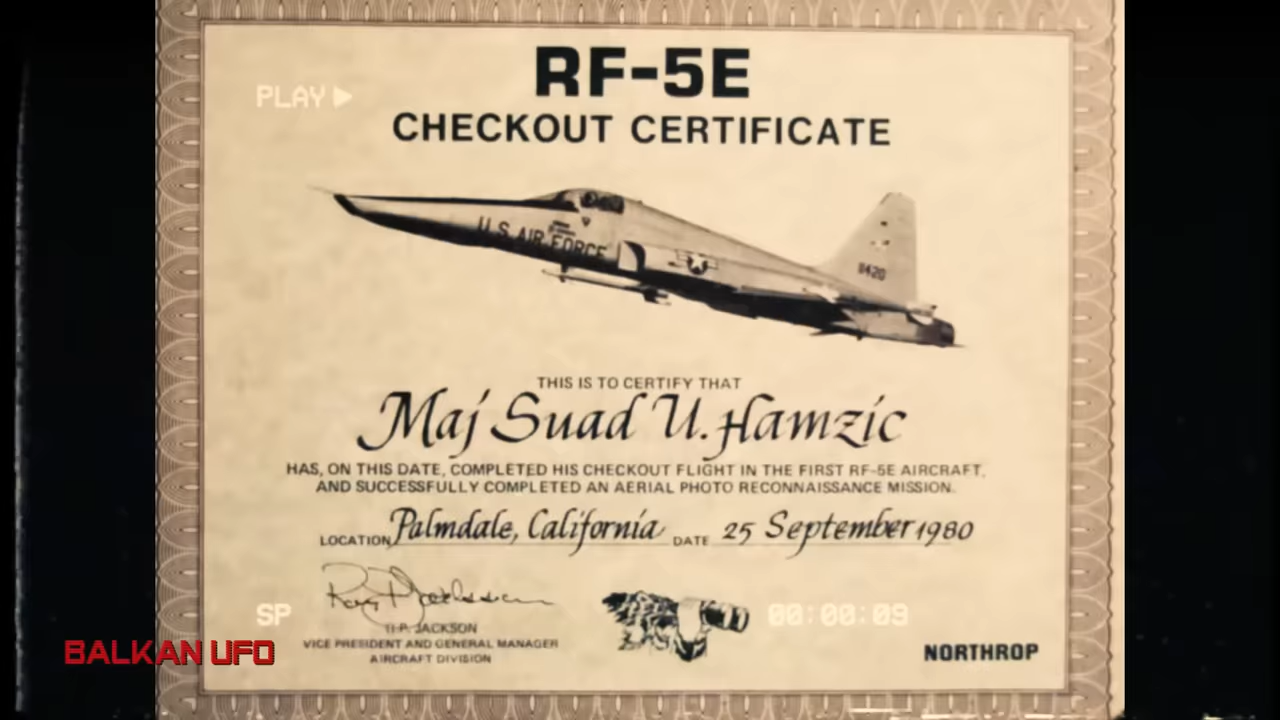 RF-5E
PLAY
CHECKOUT CERTIFICATE
U.S. AIR FORCE
THIS IS TO CERTIFY THAT
Maj Suad U. Hamzic
HAS, ON THIS DATE, COMPLETED HIS CHECKOUT FLIGHT IN THE FIRST RF-5E AIRCRAFT,
AND SUCCESSFULLY COMPLETED AN AERIAL PHOTO RECONNAISSANCE MISSION.
LOCATION Palmdale, California DATE 25 September 1980
SP
00:00:09
JACKSON
VICE PRESIDENT AND GENERAL MANAGER
AIRCRAFT DIVISION
NORTHROP
BALKAN UFO